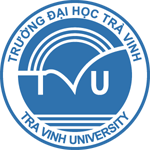 TRƯỜNG ĐẠI HỌC TRÀ VINH
TVU
TRA VINH UNIVERSITY